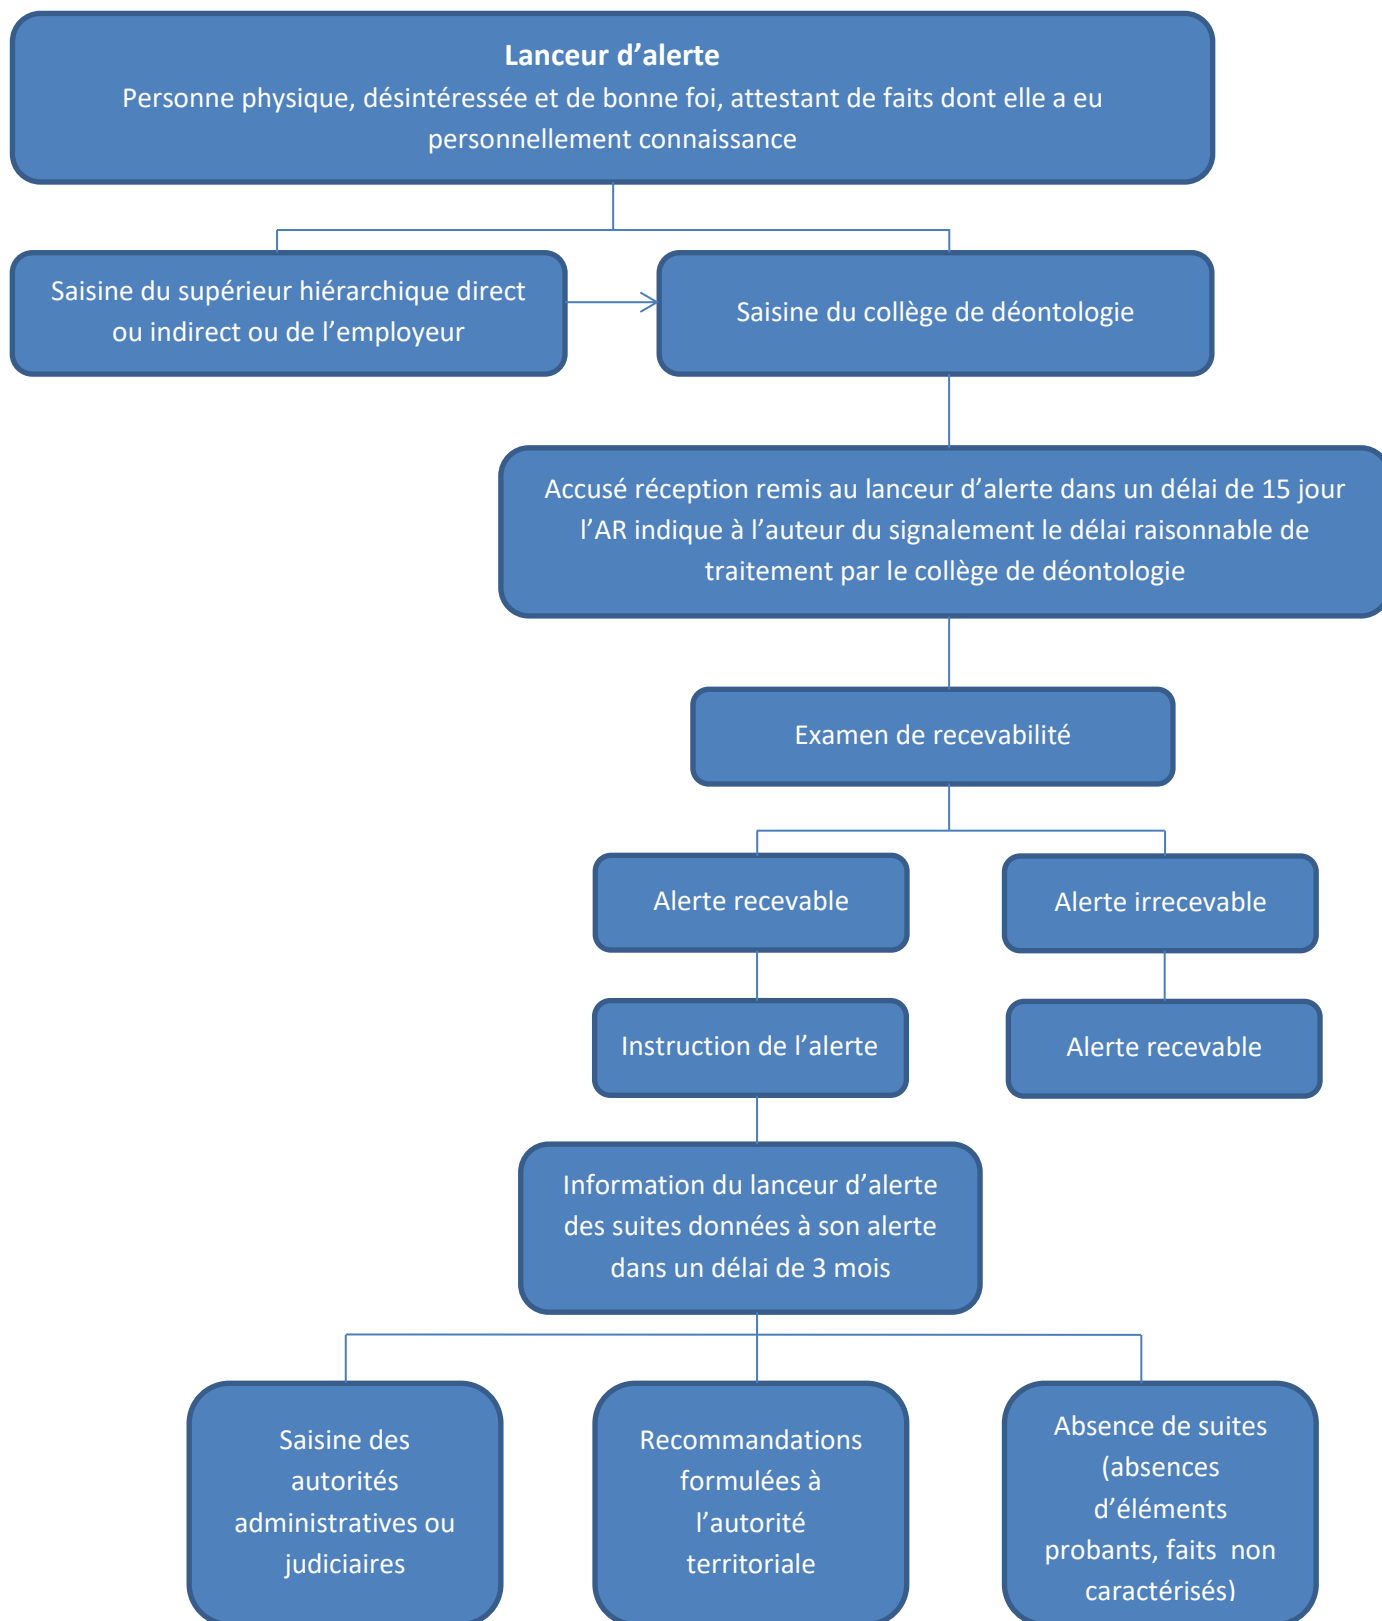 Lanceur d’alerte
Personne physique, désintéressée et de bonne foi, attestant de faits dont elle a eu
personnellement connaissance
Saisine du supérieur hiérarchique direct
ou indirect ou de l’employeur
Saisine du collège de déontologie
Accusé réception remis au lanceur d’alerte dans un délai de 15 jour
l’AR indique à l’auteur du signalement le délai raisonnable de
traitement par le collège de déontologie
Examen de recevabilité
Alerte recevable
Alerte irrecevable
Instruction de l’alerte
Alerte recevable
Information du lanceur d’alerte
des suites données à son alerte
dans un délai de 3 mois
Saisine des
autorités
administratives ou
judiciaires
Recommandations
formulées à
l’autorité
territoriale
Absence de suites
(absences
d’éléments
probants, faits  non
caractérisés)